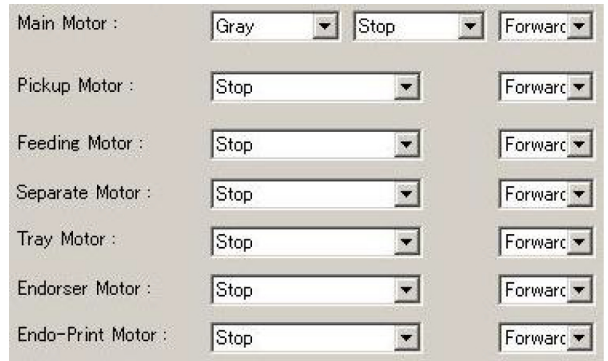 Main Motor : Gray Stop Forwarc
Pickup Motor : Stop Forwarc
Feeding Motor : Stop Forwarc
Separate Motor : Stop Forwarc
Tray Motor : Stop Forwarc
Endorser Motor : Stop Forwarc
Endo-Print Motor : Stop Forwarc